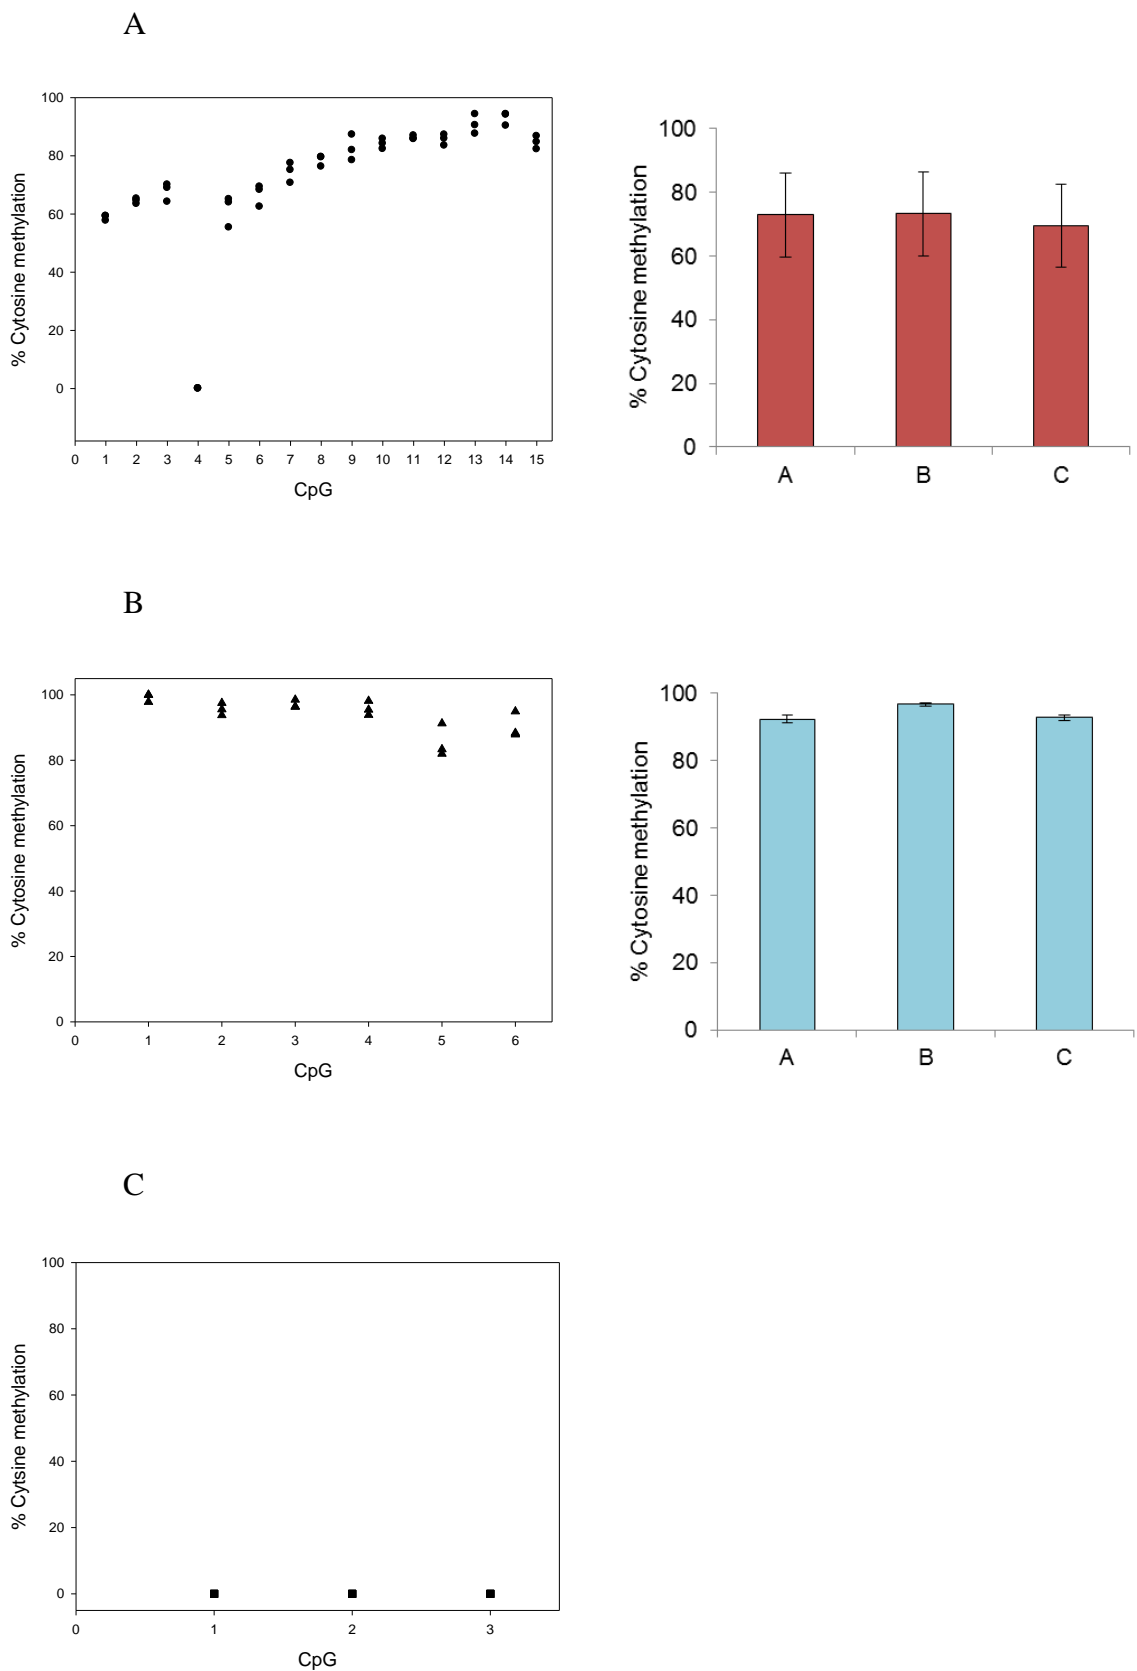 A
100
80
60
40
20
0
% Cytosine methylation
0 1 2 3 4 5 6 7 8 9 10 11 12 13 14 15
CpG
100
80
60
40
20
0
% Cytosine methylation
A B C
B
100
80
60
40
20
0
% Cytosine methylation
0 1 2 3 4 5 6
CpG
100
80
60
40
20
0
% Cytosine methylation
A B C
C
100
80
60
40
20
0
% Cytsine methylation
0 1 2 3
CpG